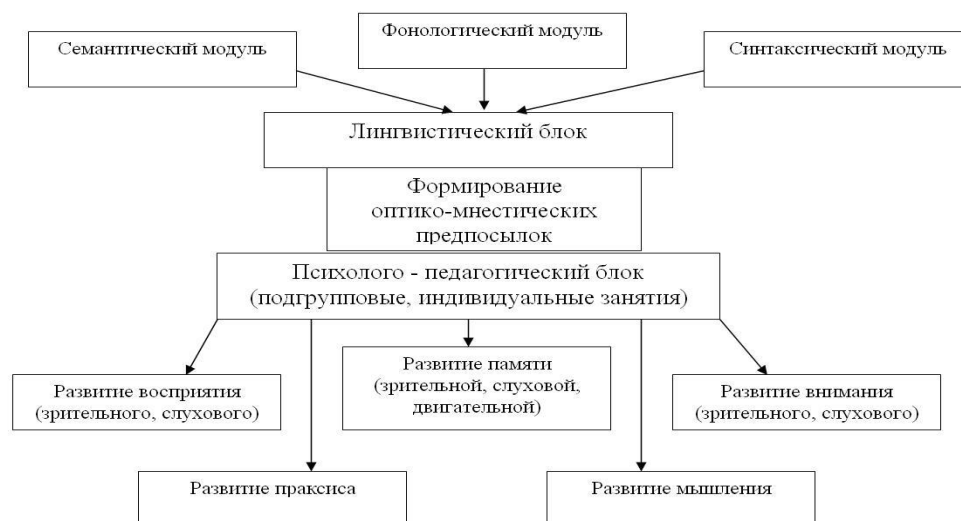 Семантический модуль
Фонологический модуль
Синтаксический модуль
Лингвистический блок
Формирование
оптико-мнестических
предпосылок
Психолого - педагогический блок
(подгрупповые, индивидуальные занятия)
Развитие восприятия
(зрительного, слухового)
Развитие памяти
(зрительной, слуховой,
двигательной)
Развитие внимания
(зрительного, слухового)
Развитие праксиса
Развитие мышления